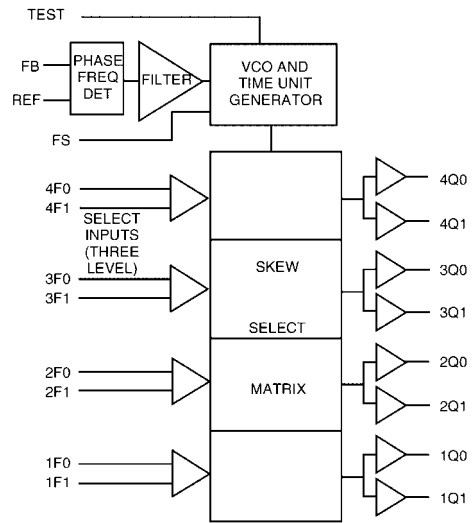 TEST
FB
REF
PHASE
FREQ
DET
FILTER
VCO AND
TIME UNIT
GENERATOR
FS
4F0
4F1
SELECT
INPUTS
(THREE
LEVEL)
4Q0
4Q1
3F0
3F1
SKEW
SELECT
3Q0
3Q1
2F0
2F1
MATRIX
2Q0
2Q1
1F0
1F1
1Q0
1Q1